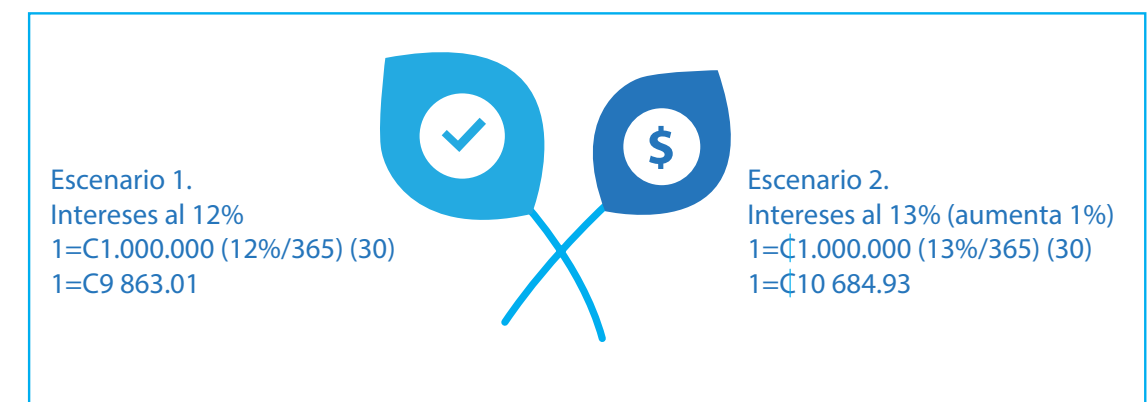 Escenario 1.
Intereses al 12%
1=C1.000.000 (12%/365) (30)
1=C9 863.01
$
Escenario 2.
Intereses al 13% (aumenta 1%)
1=₵1.000.000 (13%/365) (30)
1=₵10 684.93